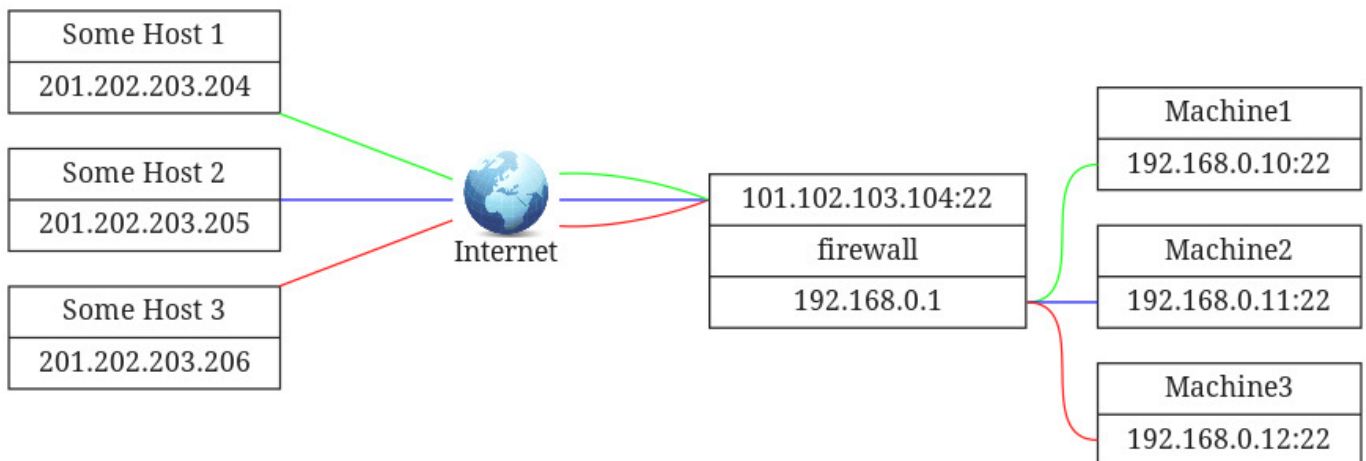 Some Host 1
201.202.203.204
Some Host 2
201.202.203.205
Some Host 3
201.202.203.206
Internet
101.102.103.104:22
firewall
192.168.0.1
Machine1
192.168.0.10:22
Machine2
192.168.0.11:22
Machine3
192.168.0.12:22